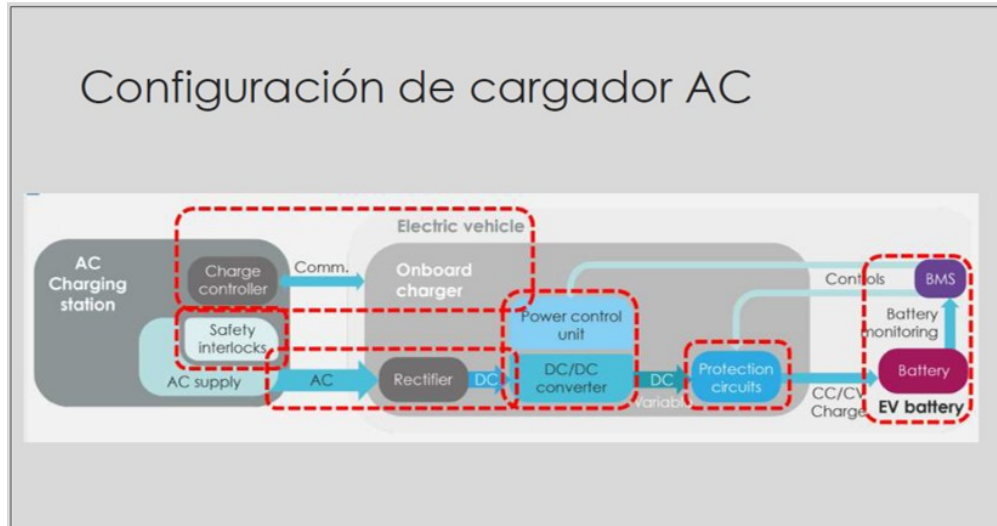 Configuración de cargador AC
Electric vehicle
AC
Charging
station
Charge
controller
Comm.
Onboard
charger
Controls
BMS
Safety
interlocks
Power control
unit
Battery
monitoring
AC supply
AC
Rectifier
DC
DC/DC
converter
DC
Variable
Protection
circuits
CC/CV
Charge
Battery
EV battery